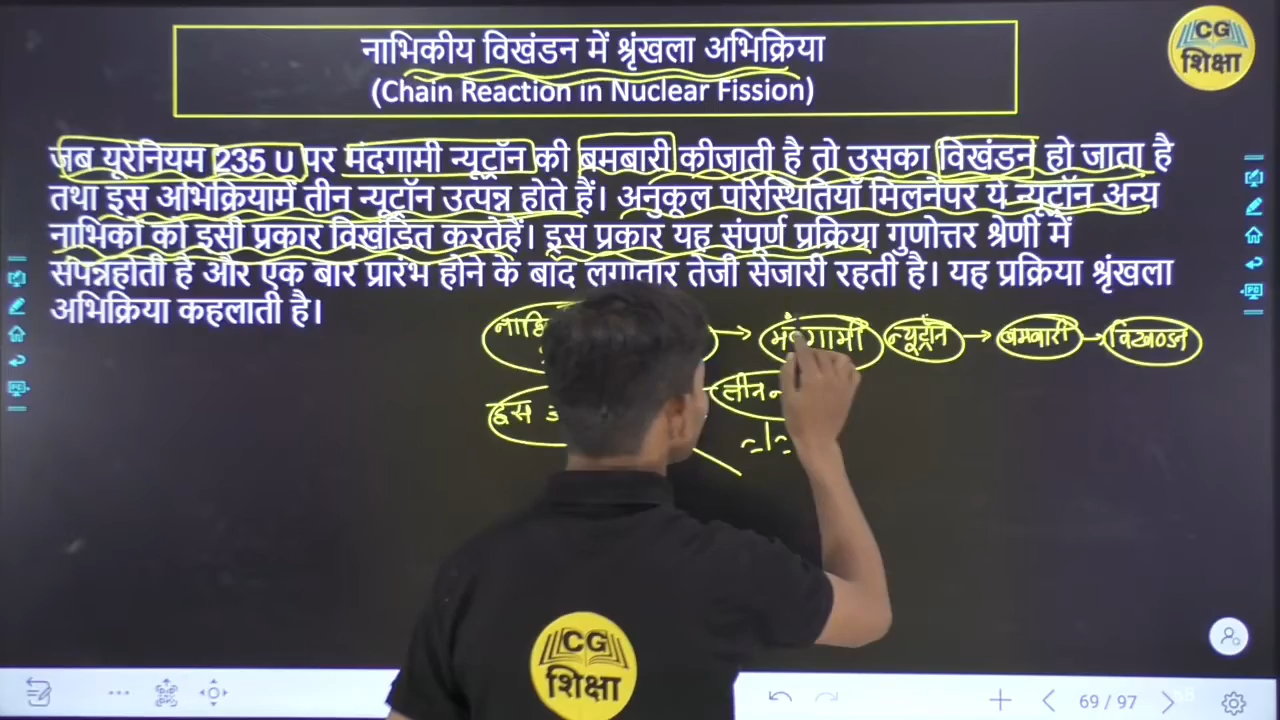 नाभिकीय विखंडन में श्रृंखला अभिक्रिया
(Chain Reaction in Nuclear Fission)
CG
शिक्षा
जब यूरेनियम 235 U पर मंदगामी न्यूट्रॉन की बमबारी कीजाती है तो उसका विखंडन हो जाता है
तथा इस अभिक्रियामें तीन न्यूट्रॉन उत्पन्न होते हैं। अनुकूल परिस्थितियाँ मिलनेपर ये न्यूट्रॉन अन्य
नाभिकों को इसी प्रकार विखंडित करतेहैं। इस प्रकार यह संपूर्ण प्रक्रिया गुणोत्तर श्रेणी में
संपन्नहोती है और एक बार प्रारंभ होने के बाद लगातार तेजी सेजारी रहती है। यह प्रक्रिया श्रृंखला
अभिक्रिया कहलाती है।
मंदगामी न्यूट्रॉन → बमबारी → विखण्डन
इस तीन
CG
शिक्षा
69 / 97